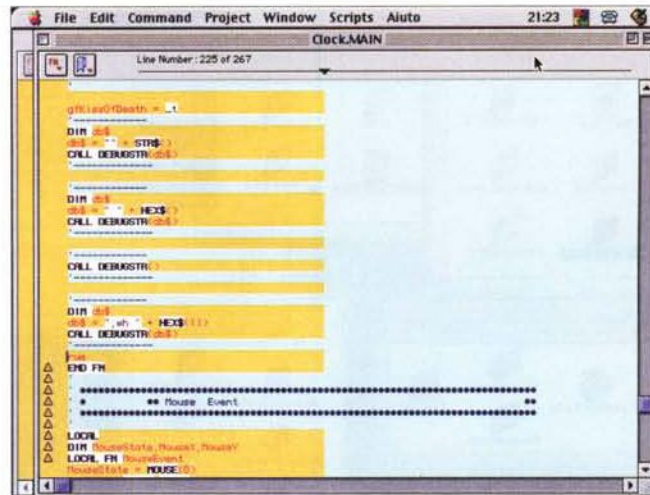 File Edit Command Project Window Scripts Aiuto 21:23
Clock.MAIN
Line Number : 225 of 267
gfKissOfDeath = _t
'-------------
DIM db$
db$ = "" + STR$()
CALL DEBUGSTR(db$)
'-------------
'-------------
DIM db$
db$ = " " + HEX$()
CALL DEBUGSTR(db$)
'-------------
'-------------
CALL DEBUGSTR()
'-------------
'-------------
DIM db$
+ HEX$(
CALL DEBUGSTR(db$)
'-------------
END FN
** Mouse Event **
LOCAL
DIM MouseState,MouseX,MouseY
LOCAL FN MouseEvent
MouseState = MOUSE(0)